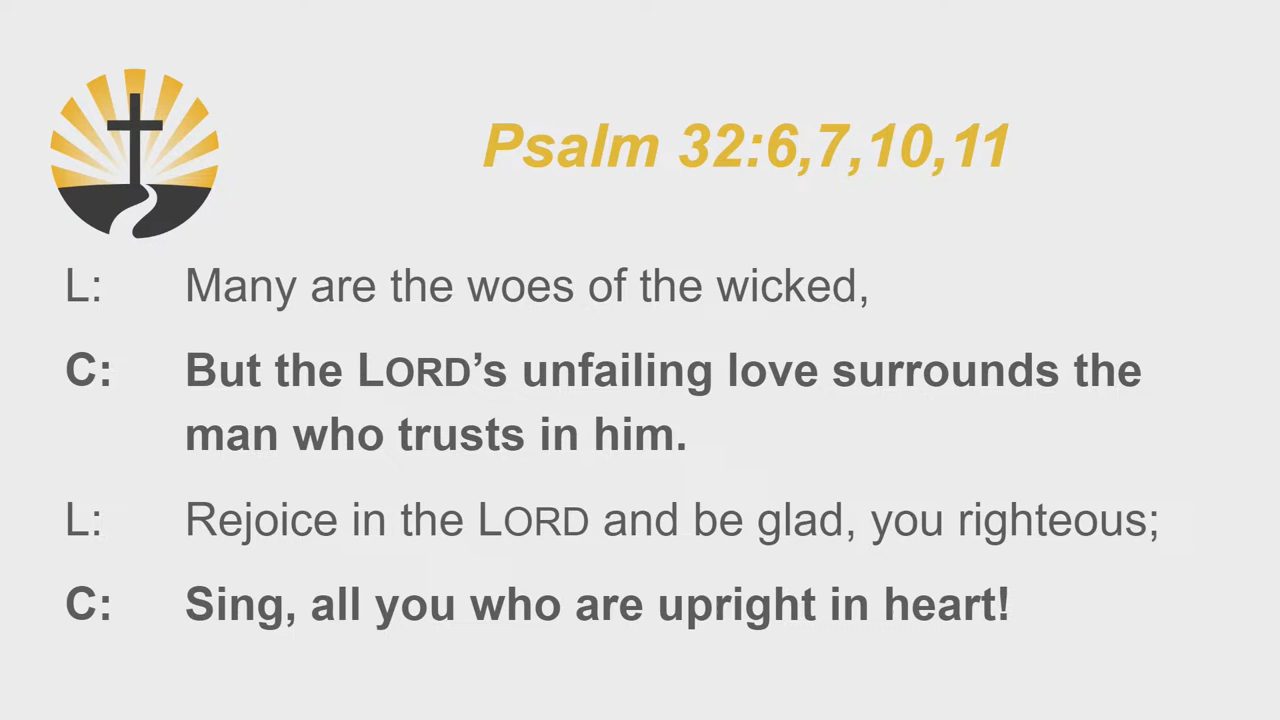 Psalm 32:6,7,10,11
L: Many are the woes of the wicked,
C: But the LORD’s unfailing love surrounds the
man who trusts in him.
L: Rejoice in the LORD and be glad, you righteous;
C: Sing, all you who are upright in heart!